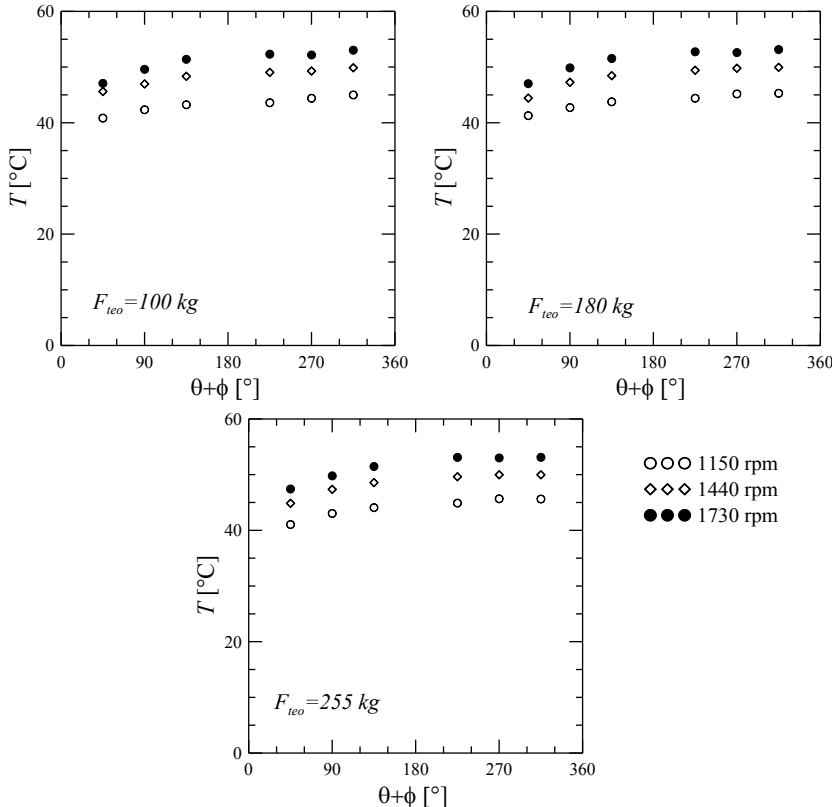 60
40
20
0
T [°C]
F_teo=100 kg
0 90 180 270 360
θ+ϕ [°]
60
40
20
0
T [°C]
F_teo=180 kg
0 90 180 270 360
θ+ϕ [°]
60
40
20
0
T [°C]
F_teo=255 kg
0 90 180 270 360
θ+ϕ [°]
1150 rpm
1440 rpm
1730 rpm